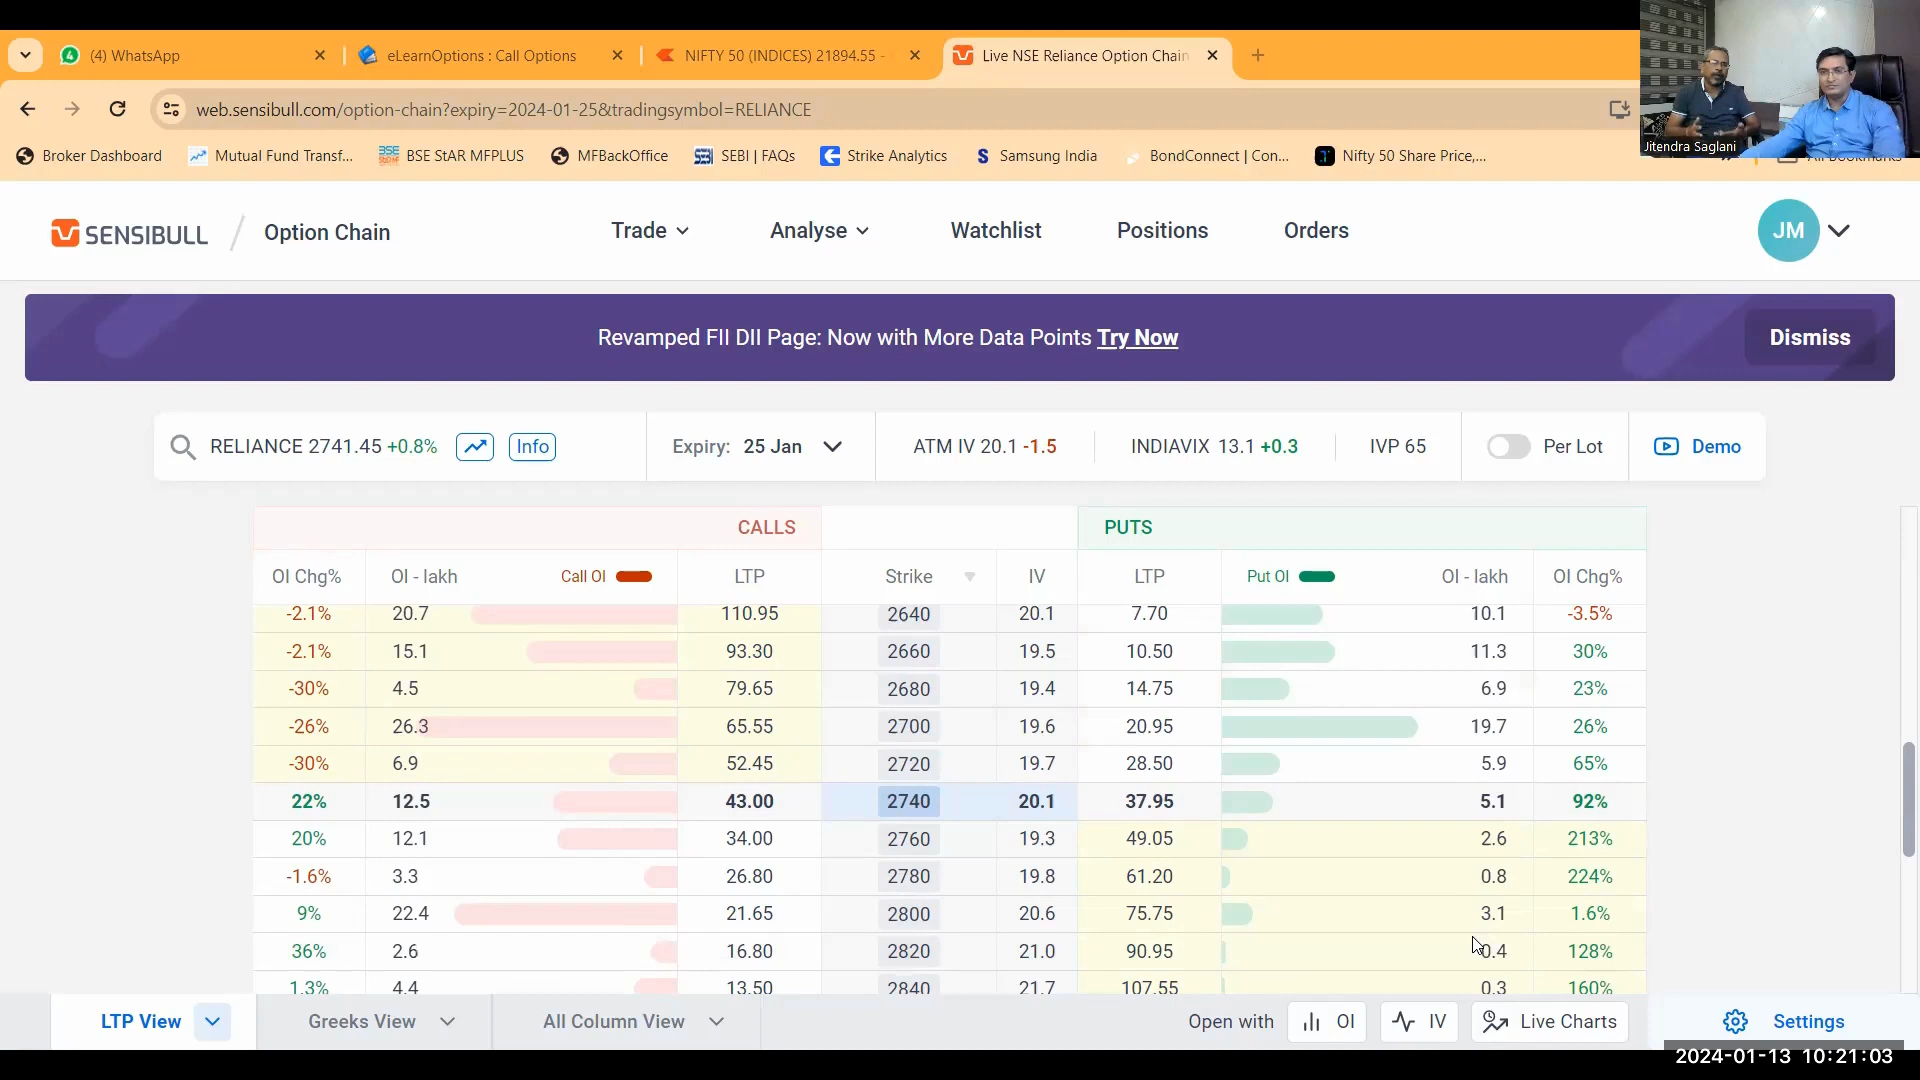 (4) WhatsApp
eLearnOptions : Call Options
NIFTY 50 (INDICES) 21894.55 -
Live NSE Reliance Option Chain
web.sensibull.com/option-chain?expiry=2024-01-25&tradingsymbol=RELIANCE
Jitendra Saglani
Broker Dashboard Mutual Fund Transf... BSE StAR MFPLUS MFBackOffice SEBI | FAQs Strike Analytics Samsung India BondConnect | Con... Nifty 50 Share Price,...
SENSIBULL / Option Chain Trade Analyse Watchlist Positions Orders JM
Revamped FII DII Page: Now with More Data Points Try Now Dismiss
RELIANCE 2741.45 +0.8% Info Expiry: 25 Jan ATM IV 20.1 -1.5 INDIAVIX 13.1 +0.3 IVP 65 Per Lot Demo
CALLS PUTS
OI Chg% OI - lakh Call OI LTP Strike IV LTP Put OI OI - lakh OI Chg%
-2.1% 20.7 110.95 2640 20.1 7.70 10.1 -3.5%
-2.1% 15.1 93.30 2660 19.5 10.50 11.3 30%
-30% 4.5 79.65 2680 19.4 14.75 6.9 23%
-26% 26.3 65.55 2700 19.6 20.95 19.7 26%
-30% 6.9 52.45 2720 19.7 28.50 5.9 65%
22% 12.5 43.00 2740 20.1 37.95 5.1 92%
20% 12.1 34.00 2760 19.3 49.05 2.6 213%
-1.6% 3.3 26.80 2780 19.8 61.20 0.8 224%
9% 22.4 21.65 2800 20.6 75.75 3.1 1.6%
36% 2.6 16.80 2820 21.0 90.95 0.4 128%
1.3% 4.4 13.50 2840 21.7 107.55 0.3 160%
LTP View Greeks View All Column View Open with OI IV Live Charts Settings
2024-01-13 10:21:03